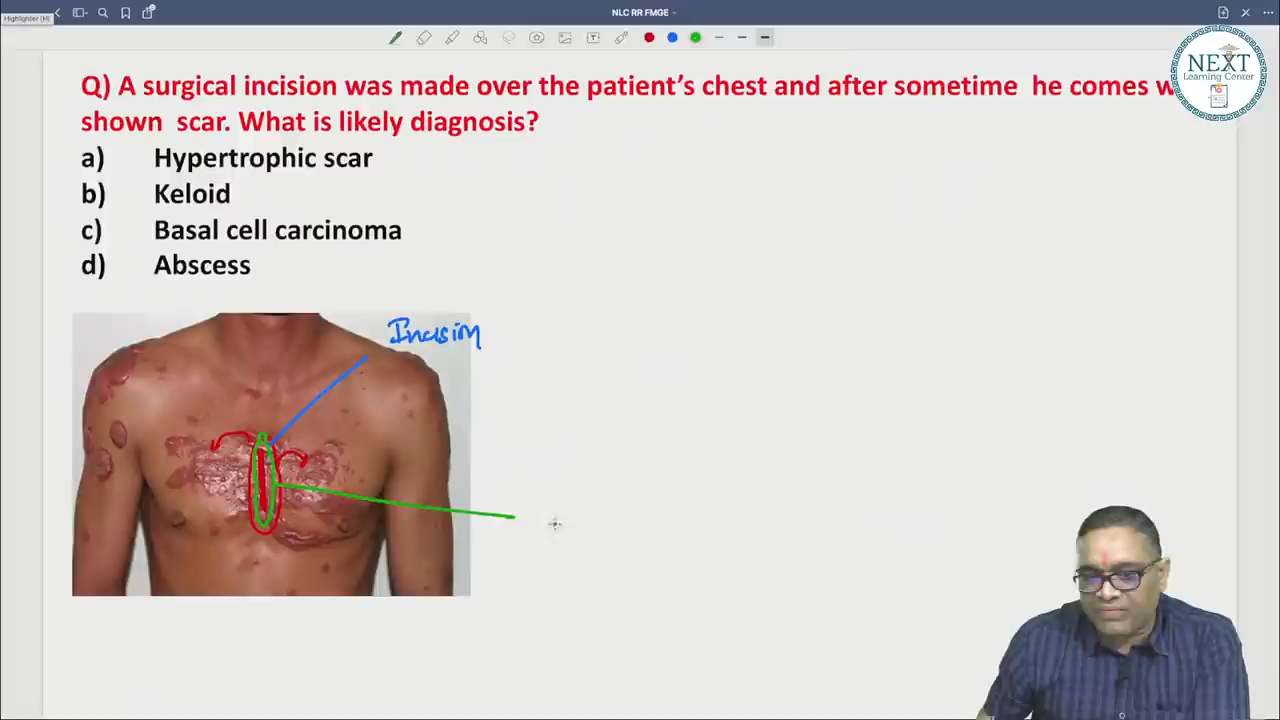 Highlighter (H)
NLC RR FMGE
NEXT
Learning Center
Q) A surgical incision was made over the patient’s chest and after sometime he comes
shown scar. What is likely diagnosis?
a) Hypertrophic scar
b) Keloid
c) Basal cell carcinoma
d) Abscess
Incision